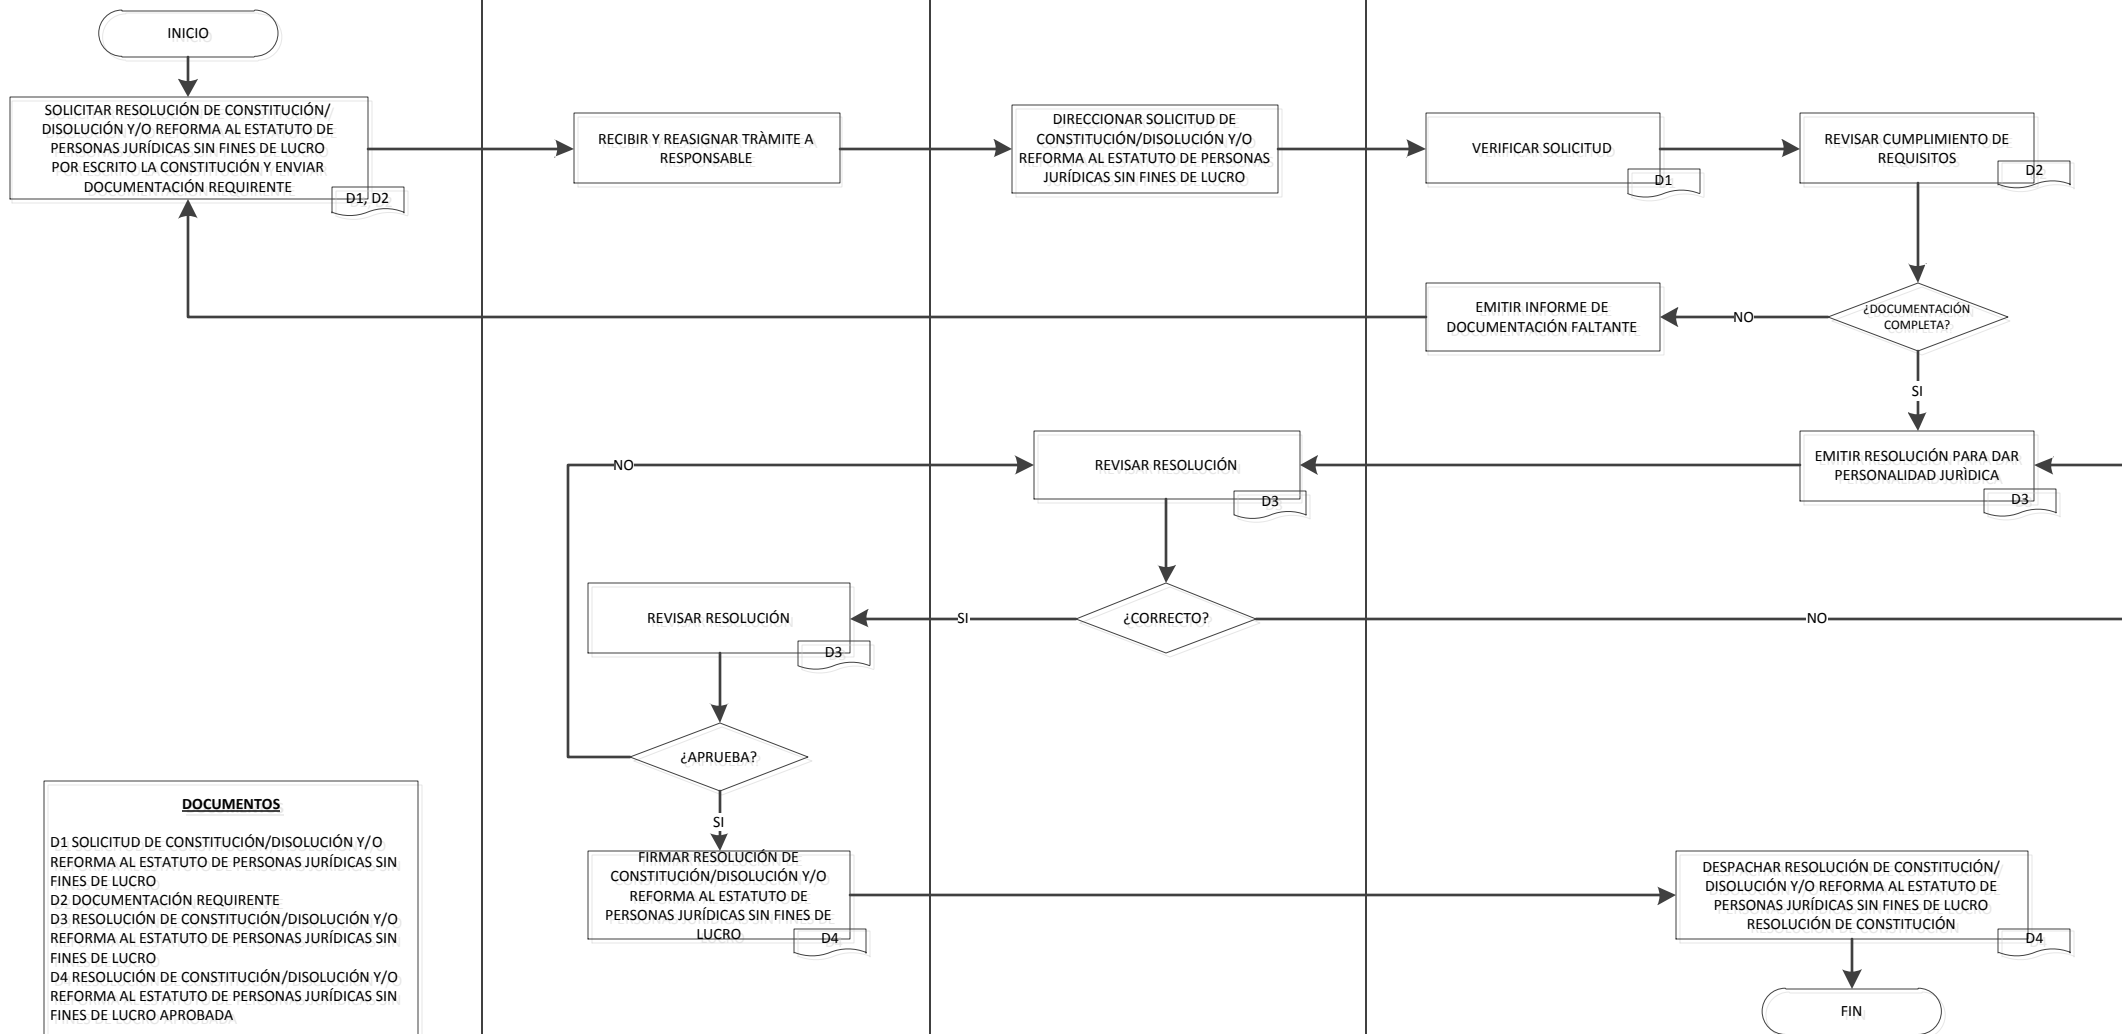 INICIO
SOLICITAR RESOLUCIÓN DE CONSTITUCIÓN/
DISOLUCIÓN Y/O REFORMA AL ESTATUTO DE
PERSONAS JURÍDICAS SIN FINES DE LUCRO
POR ESCRITO LA CONSTITUCIÓN Y ENVIAR
DOCUMENTACIÓN REQUIRENTE
D1, D2
RECIBIR Y REASIGNAR TRÀMITE A
RESPONSABLE
DIRECCIONAR SOLICITUD DE
CONSTITUCIÓN/DISOLUCIÓN Y/O
REFORMA AL ESTATUTO DE PERSONAS
JURÍDICAS SIN FINES DE LUCRO
VERIFICAR SOLICITUD
D1
REVISAR CUMPLIMIENTO DE
REQUISITOS
D2
¿DOCUMENTACIÓN
COMPLETA?
NO
EMITIR INFORME DE
DOCUMENTACIÓN FALTANTE
SI
EMITIR RESOLUCIÓN PARA DAR
PERSONALIDAD JURÌDICA
D3
REVISAR RESOLUCIÓN
D3
NO
¿CORRECTO?
SI
NO
REVISAR RESOLUCIÓN
D3
¿APRUEBA?
SI
FIRMAR RESOLUCIÓN DE
CONSTITUCIÓN/DISOLUCIÓN Y/O
REFORMA AL ESTATUTO DE
PERSONAS JURÍDICAS SIN FINES DE
LUCRO
D4
DESPACHAR RESOLUCIÓN DE CONSTITUCIÓN/
DISOLUCIÓN Y/O REFORMA AL ESTATUTO DE
PERSONAS JURÍDICAS SIN FINES DE LUCRO
RESOLUCIÓN DE CONSTITUCIÓN
D4
FIN
DOCUMENTOS
D1 SOLICITUD DE CONSTITUCIÓN/DISOLUCIÓN Y/O
REFORMA AL ESTATUTO DE PERSONAS JURÍDICAS SIN
FINES DE LUCRO
D2 DOCUMENTACIÓN REQUIRENTE
D3 RESOLUCIÓN DE CONSTITUCIÓN/DISOLUCIÓN Y/O
REFORMA AL ESTATUTO DE PERSONAS JURÍDICAS SIN
FINES DE LUCRO
D4 RESOLUCIÓN DE CONSTITUCIÓN/DISOLUCIÓN Y/O
REFORMA AL ESTATUTO DE PERSONAS JURÍDICAS SIN
FINES DE LUCRO APROBADA